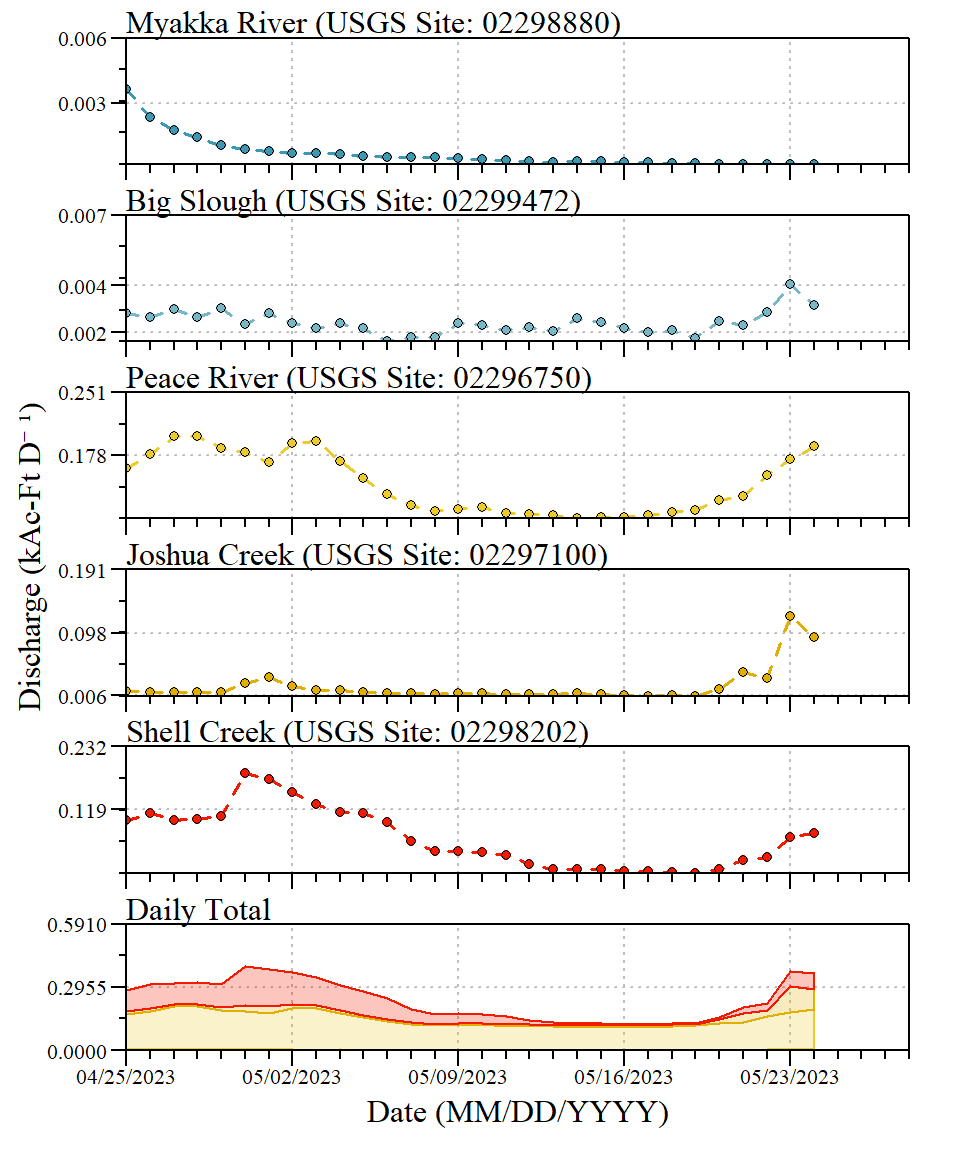 Myakka River (USGS Site: 02298880)
0.006
0.003
Big Slough (USGS Site: 02299472)
0.007
0.004
0.002
Peace River (USGS Site: 02296750)
0.251
0.178
Joshua Creek (USGS Site: 02297100)
0.191
0.098
0.006
Shell Creek (USGS Site: 02298202)
0.232
0.119
Daily Total
0.5910
0.2955
0.0000
Discharge (kAc-Ft D⁻¹)
04/25/2023 05/02/2023 05/09/2023 05/16/2023 05/23/2023
Date (MM/DD/YYYY)